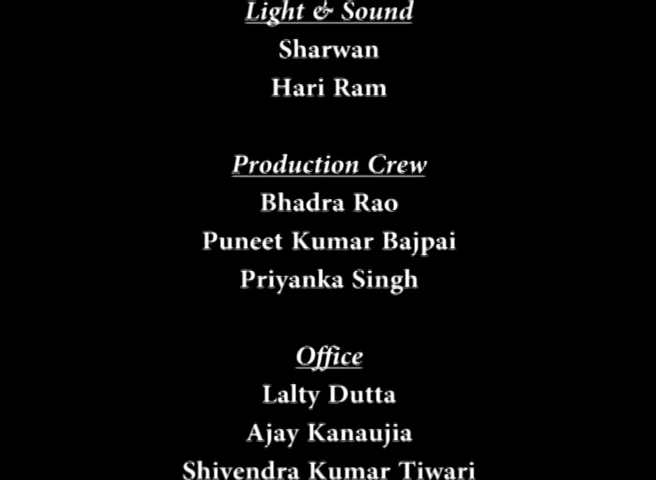 Light & Sound
Sharwan
Hari Ram
Production Crew
Bhadra Rao
Puneet Kumar Bajpai
Priyanka Singh
Office
Lalty Dutta
Ajay Kanaujia
Shivendra Kumar Tiwari